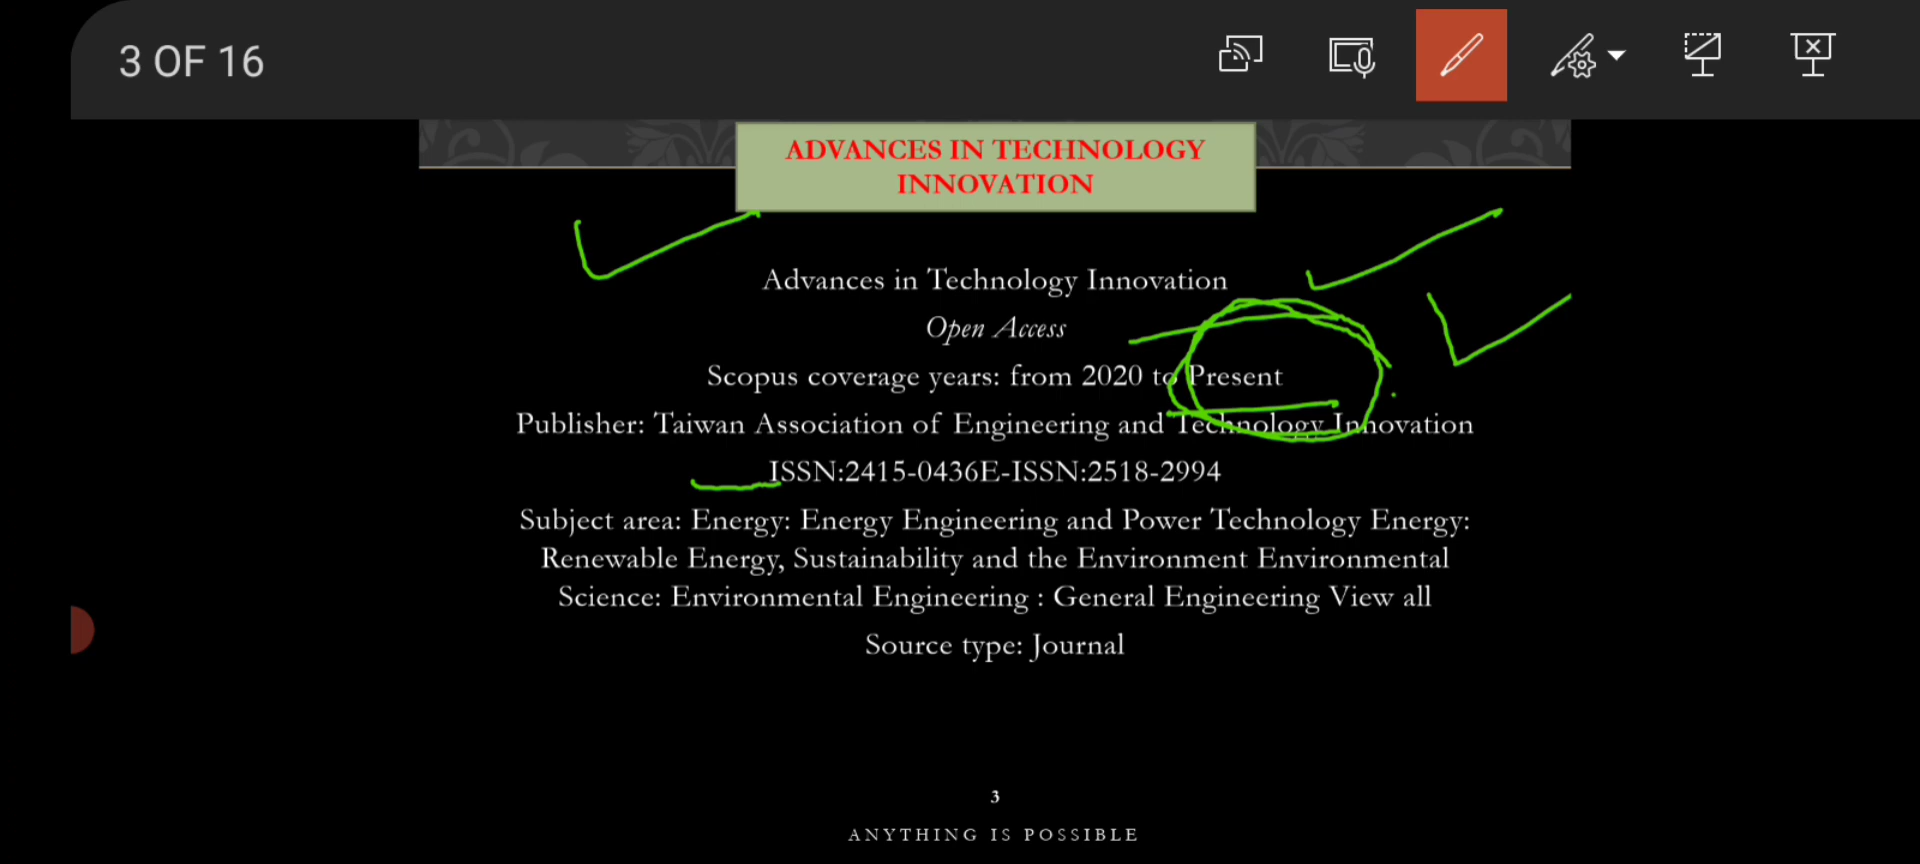 3 OF 16
ADVANCES IN TECHNOLOGY
INNOVATION
Advances in Technology Innovation
Open Access
Scopus coverage years: from 2020 to Present
Publisher: Taiwan Association of Engineering and Technology Innovation
ISSN:2415-0436E-ISSN:2518-2994
Subject area: Energy: Energy Engineering and Power Technology Energy:
Renewable Energy, Sustainability and the Environment Environmental
Science: Environmental Engineering : General Engineering View all
Source type: Journal
3
ANYTHING IS POSSIBLE